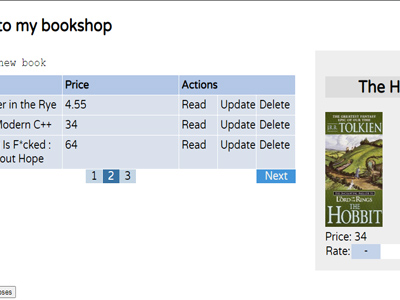 to my bookshop
new book
Price Actions
er in the Rye 4.55 Read Update Delete
Modern C++ 34 Read Update Delete
Is F*cked : 64 Read Update Delete
out Hope
1 2 3 Next
The H
THE GREATEST FANTASY
EPIC OF OUR TIME
J.R.R. TOLKIEN
THE LORD OF THE RINGS
THE
HOBBIT
Price: 34
Rate: -
oses